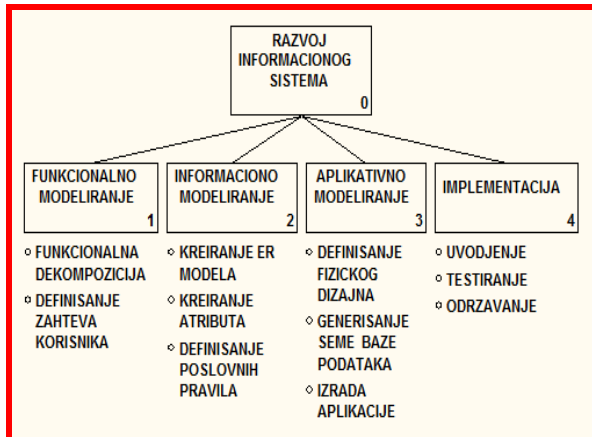 RAZVOJ
INFORMACIONOG
SISTEMA
0
FUNKCIONALNO
MODELIRANJE
1
FUNKCIONALNA
DEKOMPOZICIJA
DEFINISANJE
ZAHTEVA
KORISNIKA
INFORMACIONO
MODELIRANJE
2
KREIRANJE ER
MODELA
KREIRANJE
ATRIBUTA
DEFINISANJE
POSLOVNIH
PRAVILA
APLIKATIVNO
MODELIRANJE
3
DEFINISANJE
FIZICKOG
DIZAJNA
GENERISANJE
SEME BAZE
PODATAKA
IZRADA
APLIKACIJE
IMPLEMENTACIJA
4
UVODJENJE
TESTIRANJE
ODRZAVANJE